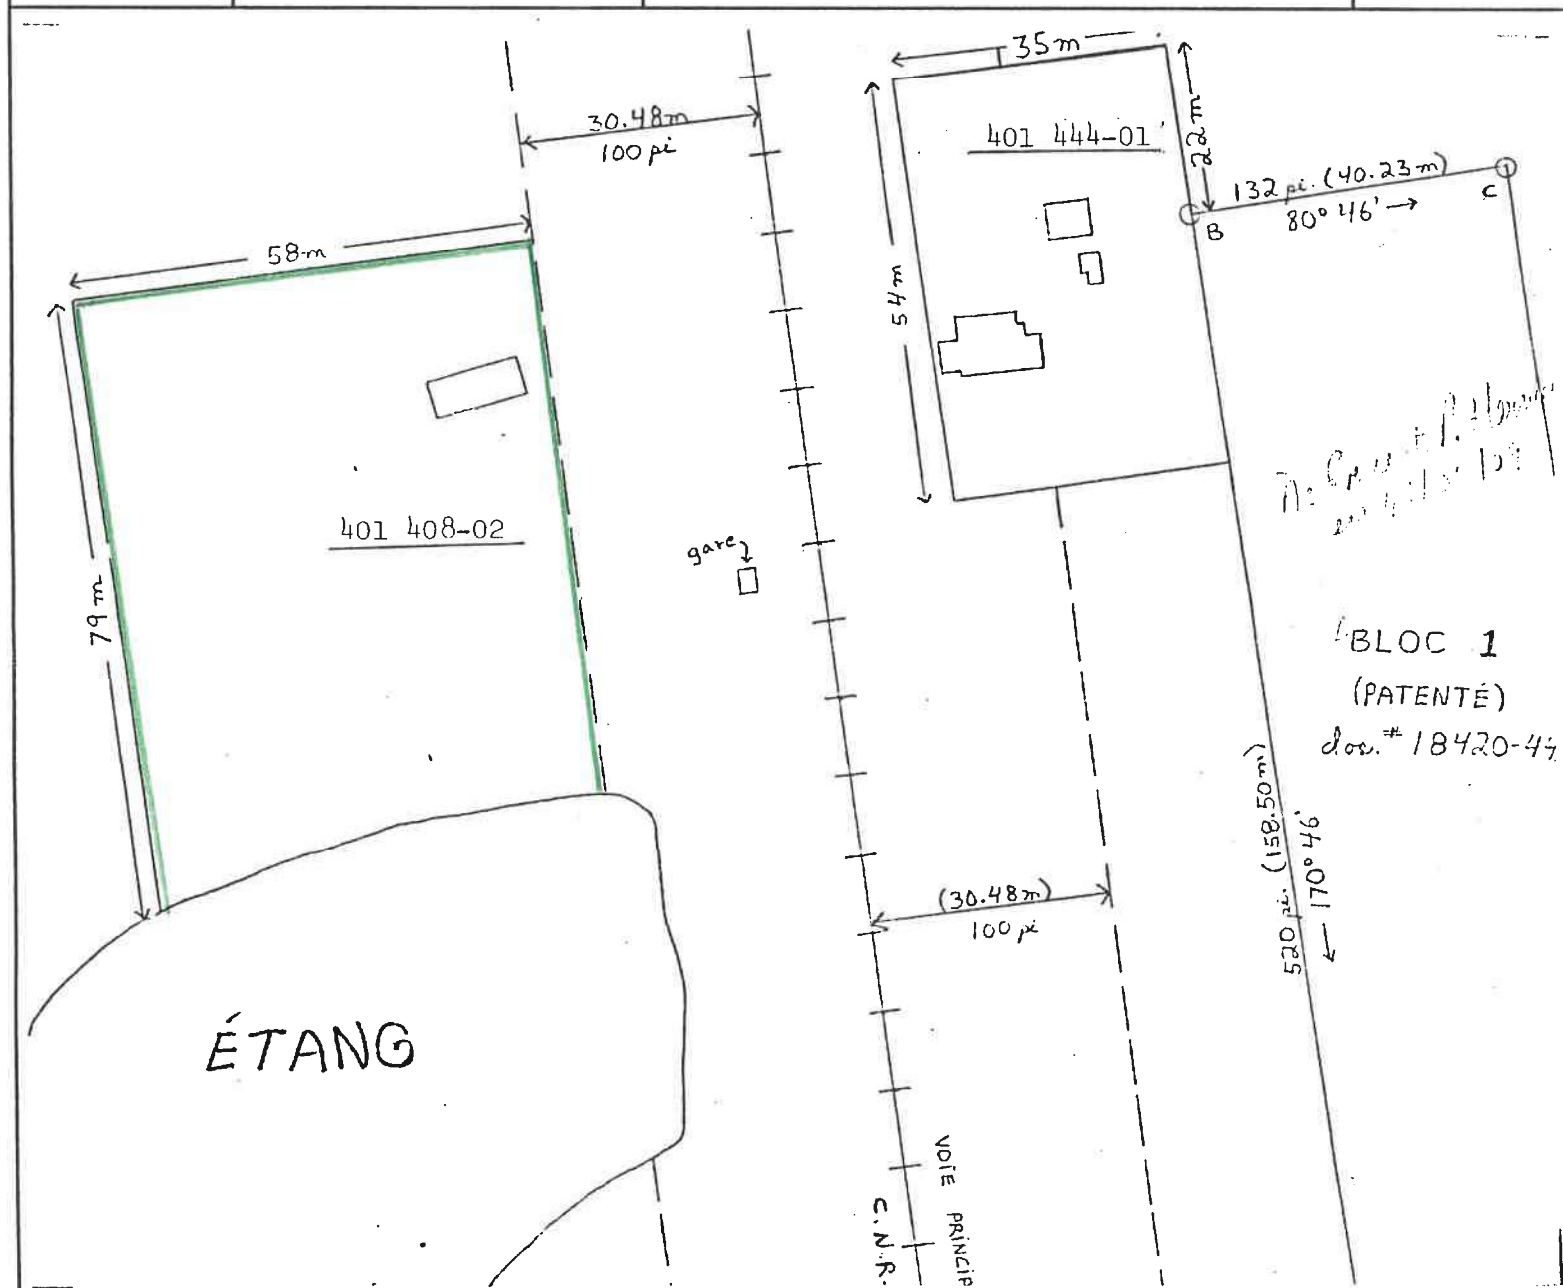 35m
30.48m
100 pi
401 444-01
22m
132 pi. (40.23m)
80° 46'
B
C
58m
54m
401 408-02
gare
79m
BLOC 1
(PATENTÉ)
doc.# 18420-44
520 pi. (158.50m)
170° 46'
(30.48m)
100 pi
ÉTANG
VOIE PRINCIP
C.N.R.